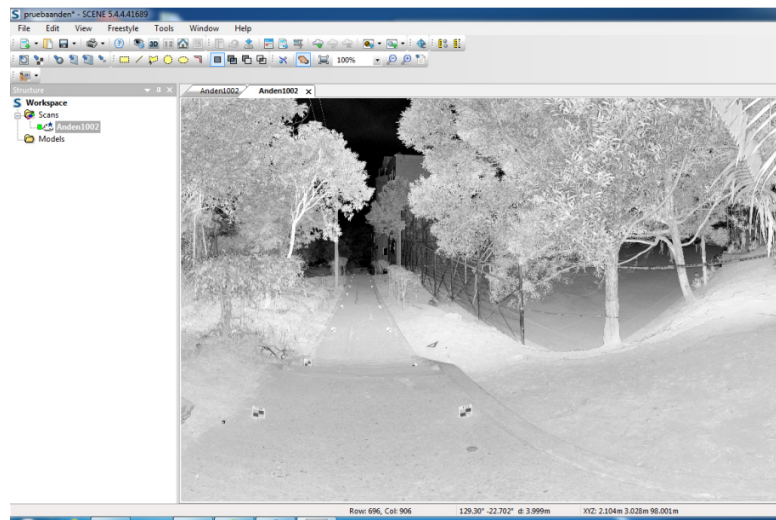 pruebaanden* - SCENE 5.4.4.41689
File Edit View Freestyle Tools Window Help
100%
Structure
Anden1002 Anden1002 x
Workspace
Scans
Anden1002
Models
Row: 696, Col: 906 129.30° -22.702° d: 3.999m XYZ: 2.104m 3.028m 98.001m